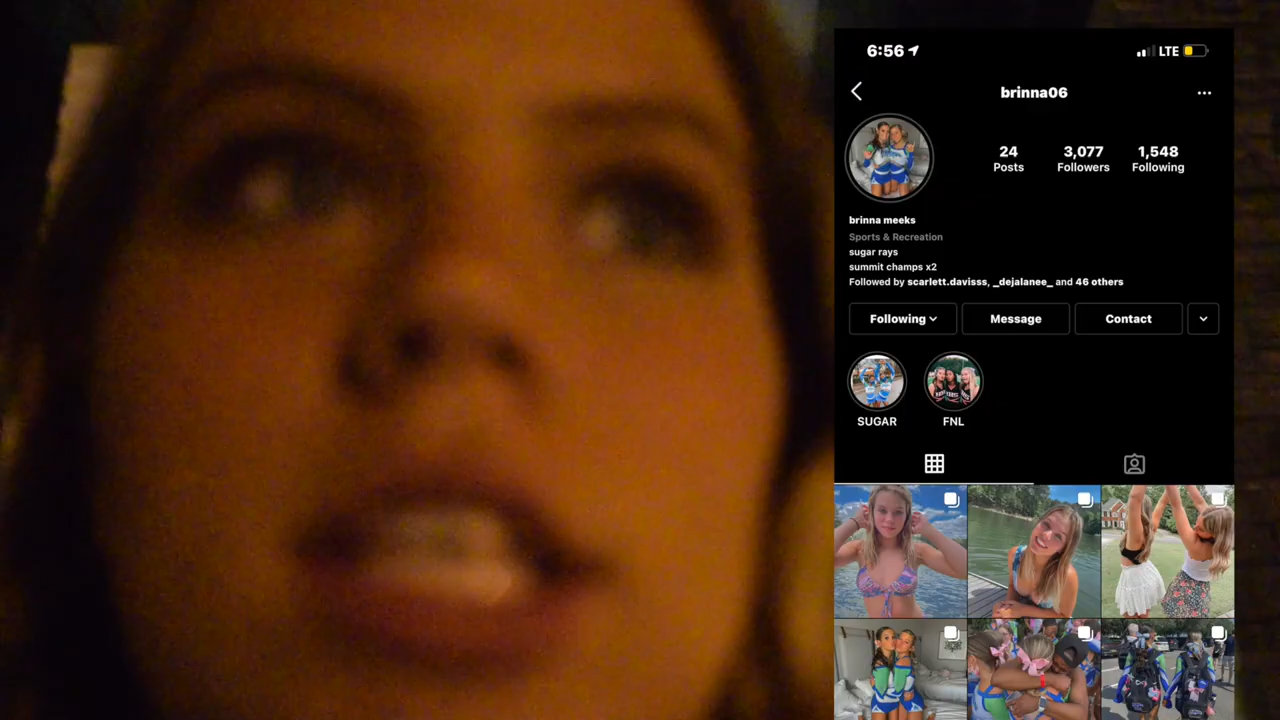 6:56
LTE
brinna06
24 3,077 1,548
Posts Followers Following
brinna meeks
Sports & Recreation
sugar rays
summit champs x2
Followed by scarlett.davisss, _dejalanee_ and 46 others
Following Message Contact
SUGAR FNL